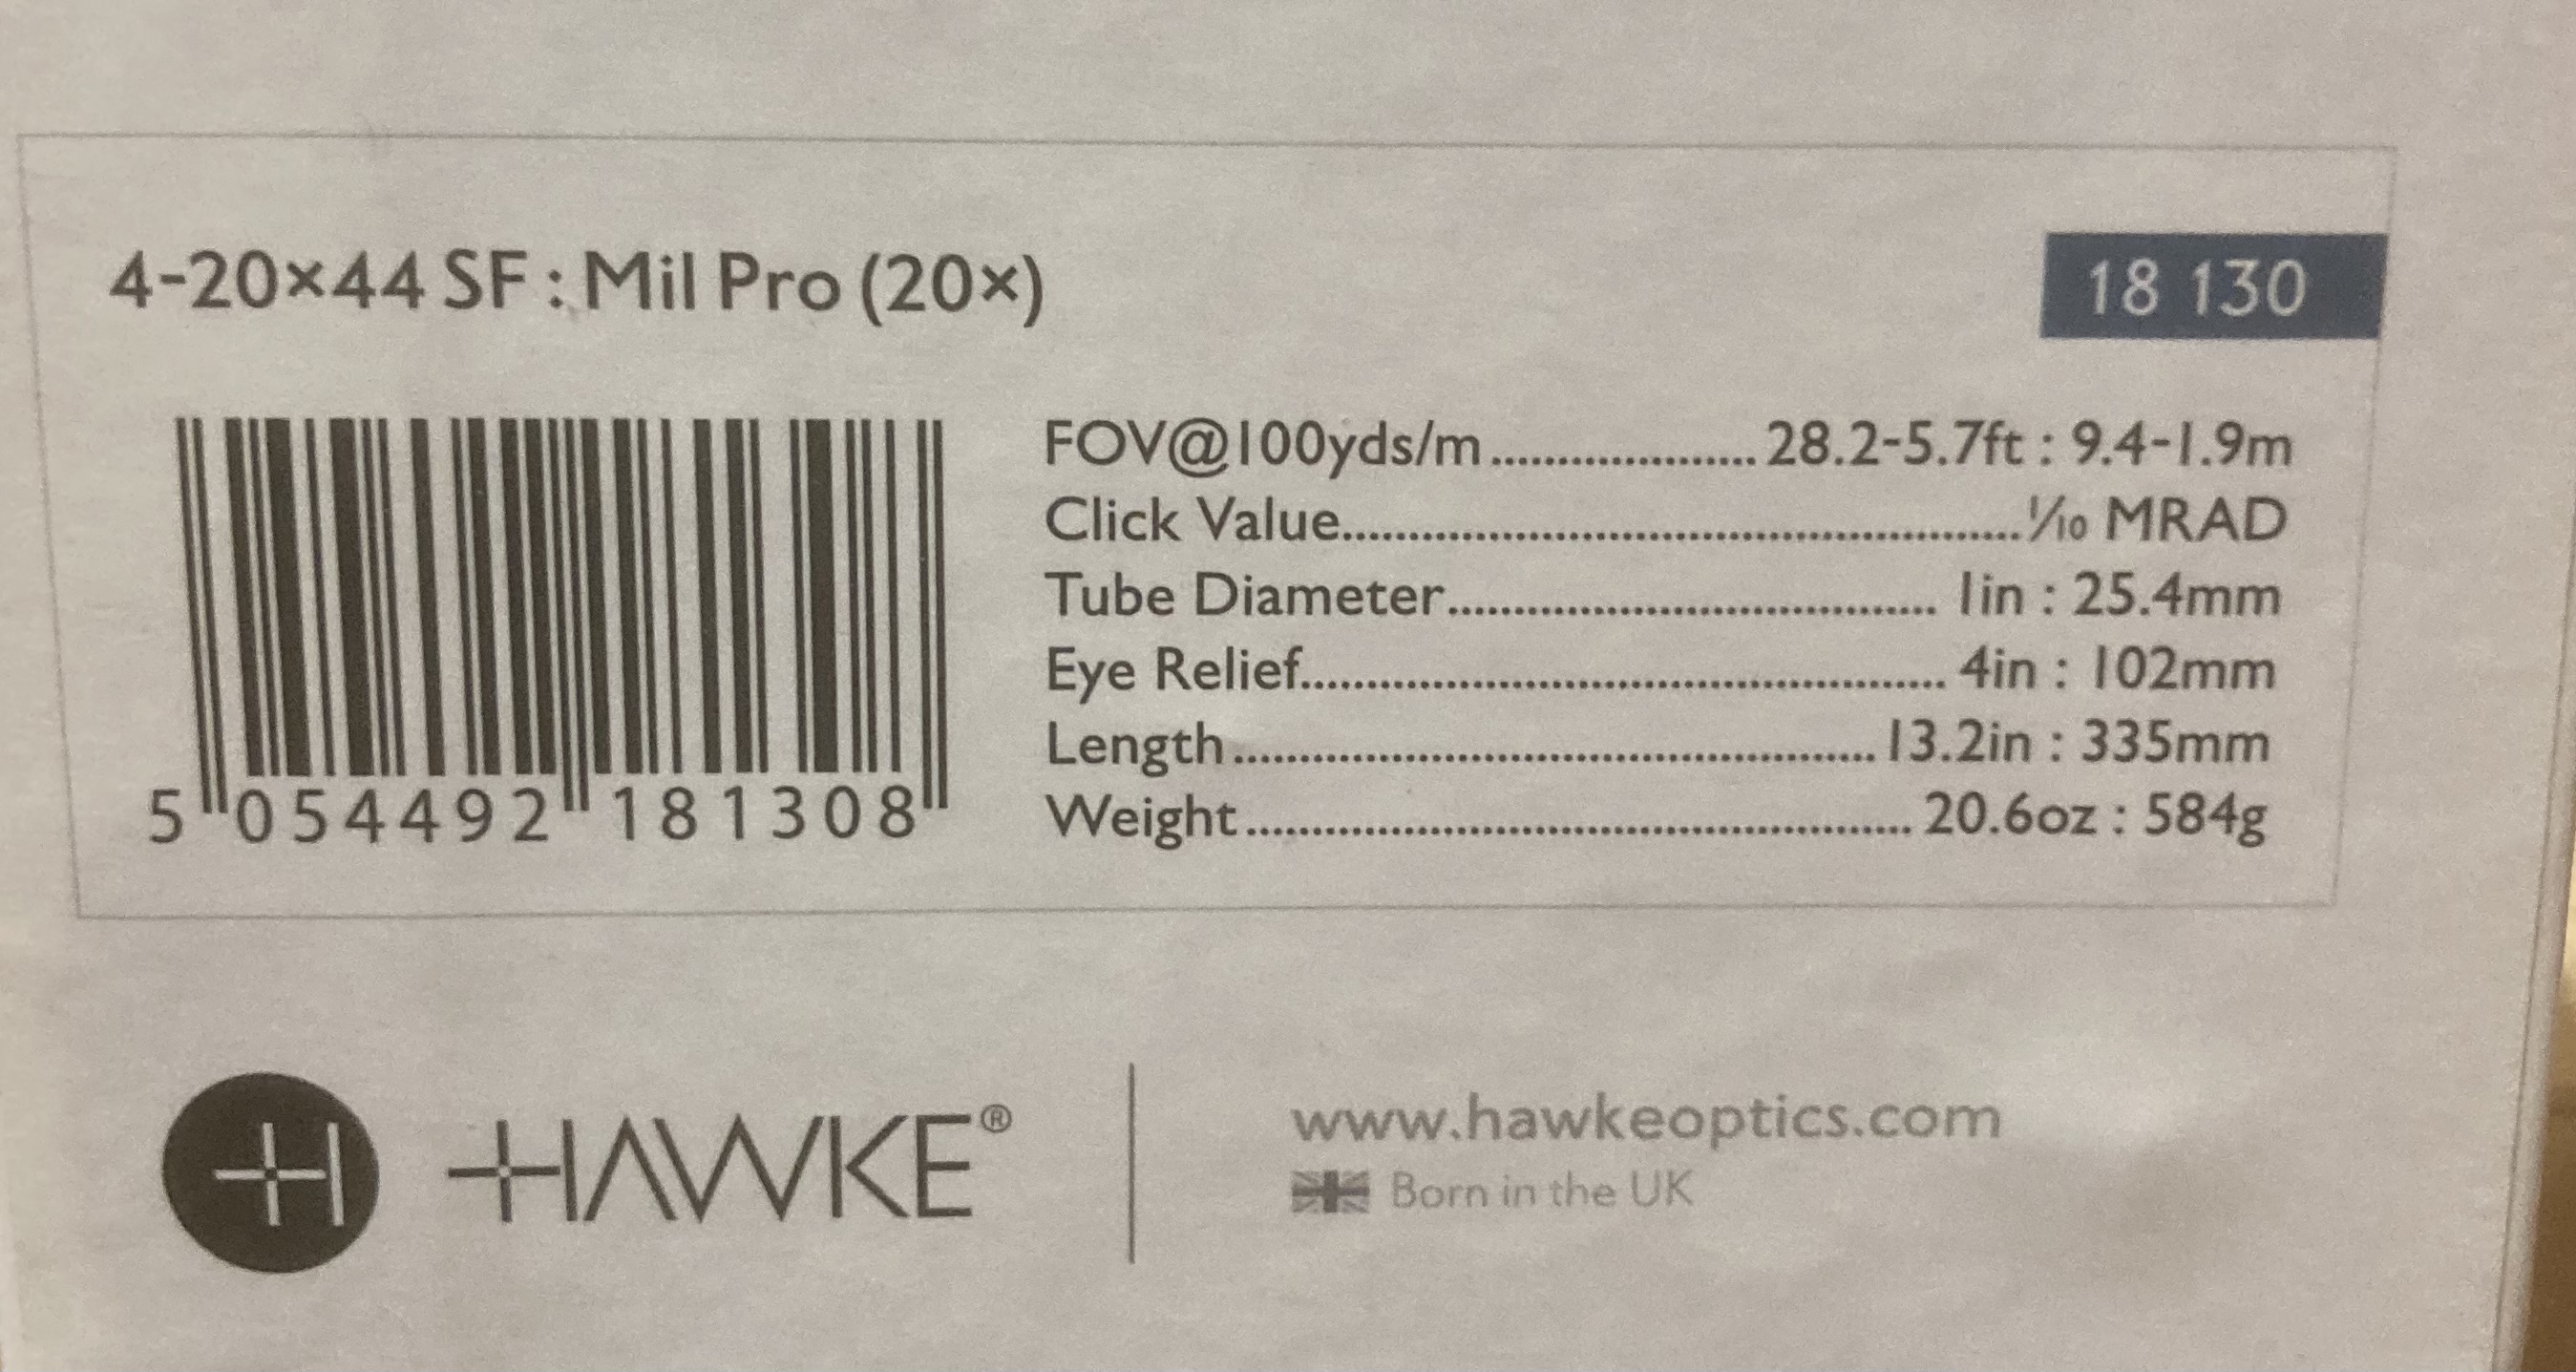 4-20×44 SF : Mil Pro (20×)
18 130
FOV@100yds/m....................28.2-5.7ft : 9.4-1.9m
Click Value....................................................1/10 MRAD
Tube Diameter..................................... 1in : 25.4mm
Eye Relief................................................. 4in : 102mm
Length................................................. 13.2in : 335mm
Weight.................................................. 20.6oz : 584g
5 054492 181308
HAWKE®
www.hawkeoptics.com
Born in the UK